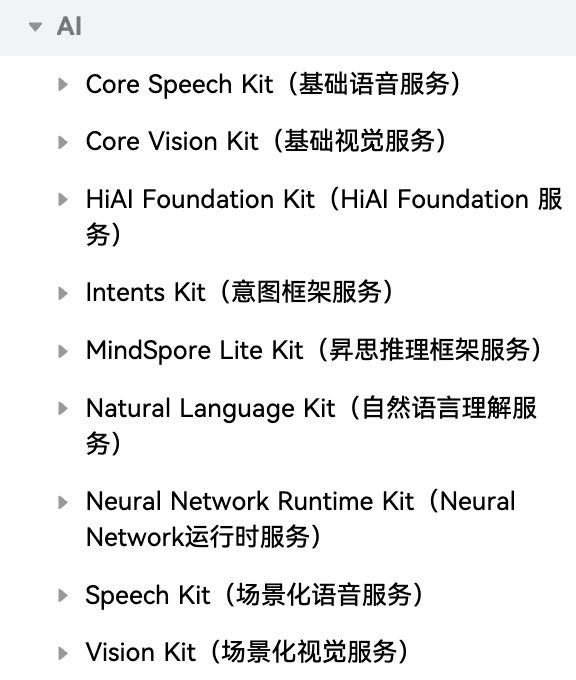 AI
Core Speech Kit（基础语音服务）
Core Vision Kit（基础视觉服务）
HiAI Foundation Kit（HiAI Foundation 服
务）
Intents Kit（意图框架服务）
MindSpore Lite Kit（昇思推理框架服务）
Natural Language Kit（自然语言理解服
务）
Neural Network Runtime Kit（Neural
Network运行时服务）
Speech Kit（场景化语音服务）
Vision Kit（场景化视觉服务）